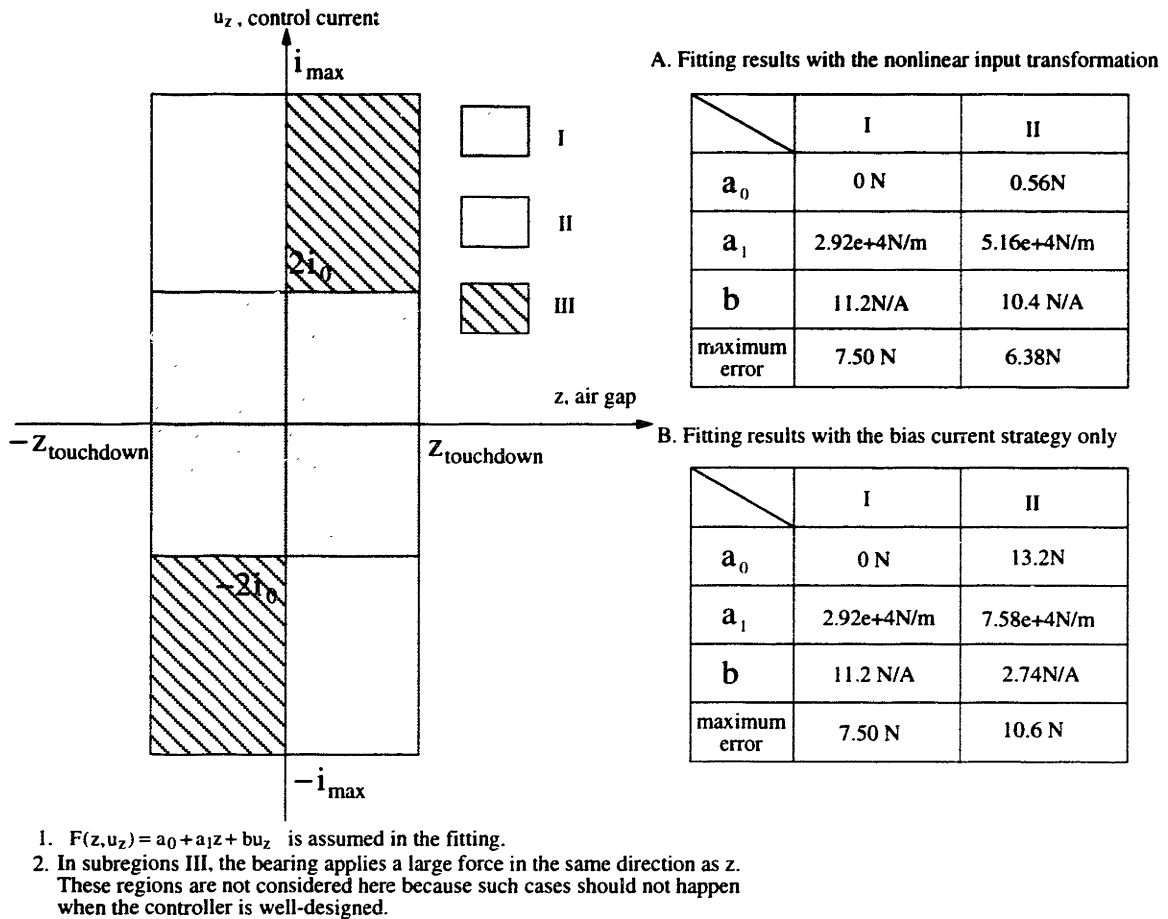 u_z , control current
i_max
I
II
III
2i_0
z, air gap
−z_touchdown
z_touchdown
−2i_0
−i_max
A. Fitting results with the nonlinear input transformation
I II
a_0 0 N 0.56N
a_1 2.92e+4N/m 5.16e+4N/m
b 11.2N/A 10.4 N/A
maximum error 7.50 N 6.38N
B. Fitting results with the bias current strategy only
I II
a_0 0 N 13.2N
a_1 2.92e+4N/m 7.58e+4N/m
b 11.2 N/A 2.74N/A
maximum error 7.50 N 10.6 N
1. F(z,u_z) = a_0+a_1z+bu_z is assumed in the fitting.
2. In subregions III, the bearing applies a large force in the same direction as z.
These regions are not considered here because such cases should not happen
when the controller is well-designed.